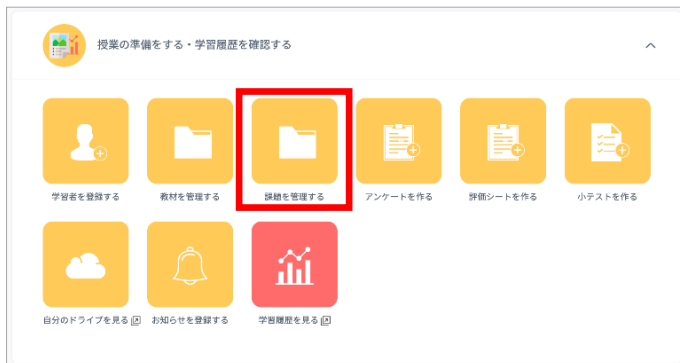 授業の準備をする・学習履歴を確認する
学習者を登録する
教材を管理する
課題を管理する
アンケートを作る
評価シートを作る
小テストを作る
自分のドライブを見る
お知らせを登録する
学習履歴を見る